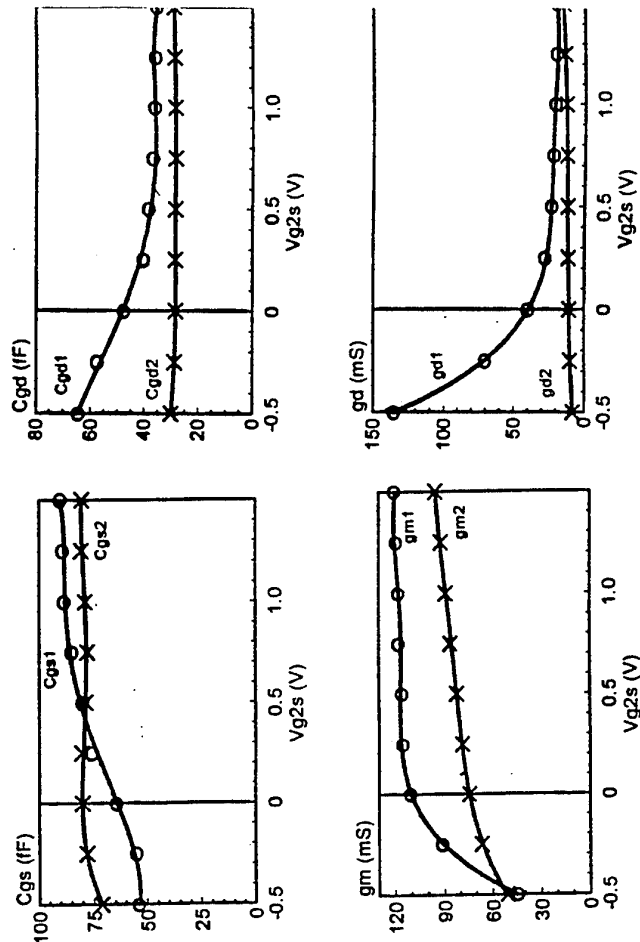 Cgs (fF)
100
75
50
25
0
-0.5
0
0.5
1.0
Vg2s (V)
Cgs1
Cgs2
Cgd (fF)
80
60
40
20
0
-0.5
0
0.5
1.0
Vg2s (V)
Cgd1
Cgd2
gm (mS)
120
90
60
30
0
-0.5
0
0.5
1.0
Vg2s (V)
gm1
gm2
gd (mS)
150
100
50
0
-0.5
0
0.5
1.0
Vg2s (V)
gd1
gd2